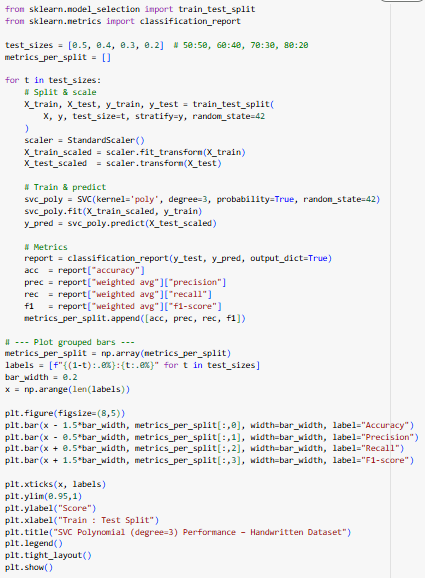 from sklearn.model_selection import train_test_split
from sklearn.metrics import classification_report

test_sizes = [0.5, 0.4, 0.3, 0.2]  # 50:50, 60:40, 70:30, 80:20
metrics_per_split = []

for t in test_sizes:
    # Split & scale
    X_train, X_test, y_train, y_test = train_test_split(
        X, y, test_size=t, stratify=y, random_state=42
    )
    scaler = StandardScaler()
    X_train_scaled = scaler.fit_transform(X_train)
    X_test_scaled  = scaler.transform(X_test)

    # Train & predict
    svc_poly = SVC(kernel='poly', degree=3, probability=True, random_state=42)
    svc_poly.fit(X_train_scaled, y_train)
    y_pred = svc_poly.predict(X_test_scaled)

    # Metrics
    report = classification_report(y_test, y_pred, output_dict=True)
    acc  = report["accuracy"]
    prec = report["weighted avg"]["precision"]
    rec  = report["weighted avg"]["recall"]
    f1   = report["weighted avg"]["f1-score"]
    metrics_per_split.append([acc, prec, rec, f1])

# --- Plot grouped bars ---
metrics_per_split = np.array(metrics_per_split)
labels = [f"{(1-t):.0%}:{t:.0%}" for t in test_sizes]
bar_width = 0.2
x = np.arange(len(labels))

plt.figure(figsize=(8,5))
plt.bar(x - 1.5*bar_width, metrics_per_split[:,0], width=bar_width, label="Accuracy")
plt.bar(x - 0.5*bar_width, metrics_per_split[:,1], width=bar_width, label="Precision")
plt.bar(x + 0.5*bar_width, metrics_per_split[:,2], width=bar_width, label="Recall")
plt.bar(x + 1.5*bar_width, metrics_per_split[:,3], width=bar_width, label="F1-score")

plt.xticks(x, labels)
plt.ylim(0.95,1)
plt.ylabel("Score")
plt.xlabel("Train : Test Split")
plt.title("SVC Polynomial (degree=3) Performance – Handwritten Dataset")
plt.legend()
plt.tight_layout()
plt.show()